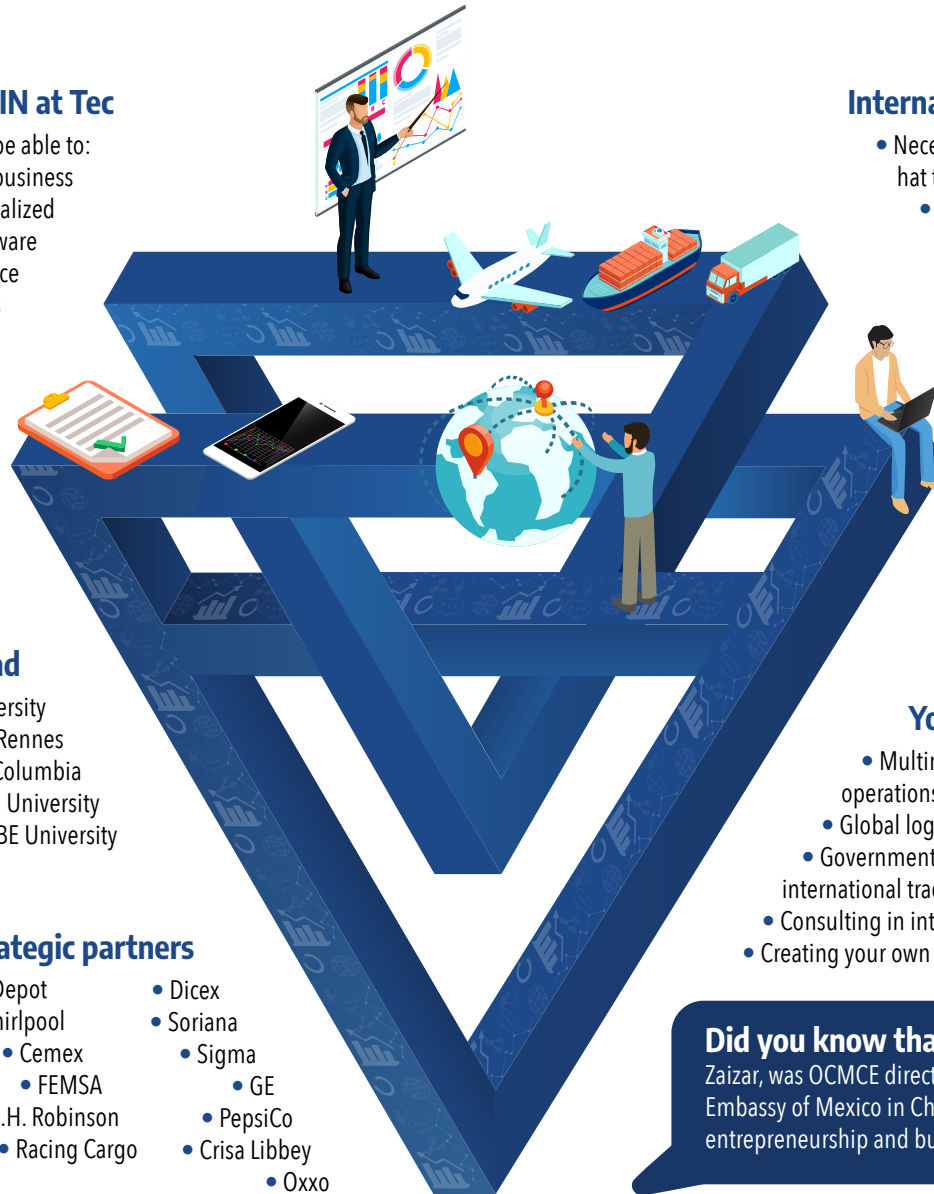 IN at Tec
be able to:
business
alized
ware
ce
Interna
• Nece
hat t
•
B C
nd
ersity
Rennes
Columbia
University
BE University
Yo
• Multin
operations
• Global log
• Government
international trad
• Consulting in int
• Creating your own
ategic partners
Depot
hirlpool
• Cemex
• FEMSA
.H. Robinson
• Racing Cargo
• Dicex
• Soriana
• Sigma
• GE
• PepsiCo
• Crisa Libbey
• Oxxo
Did you know tha
Zaizar, was OCMCE direct
Embassy of Mexico in Ch
entrepreneurship and bu